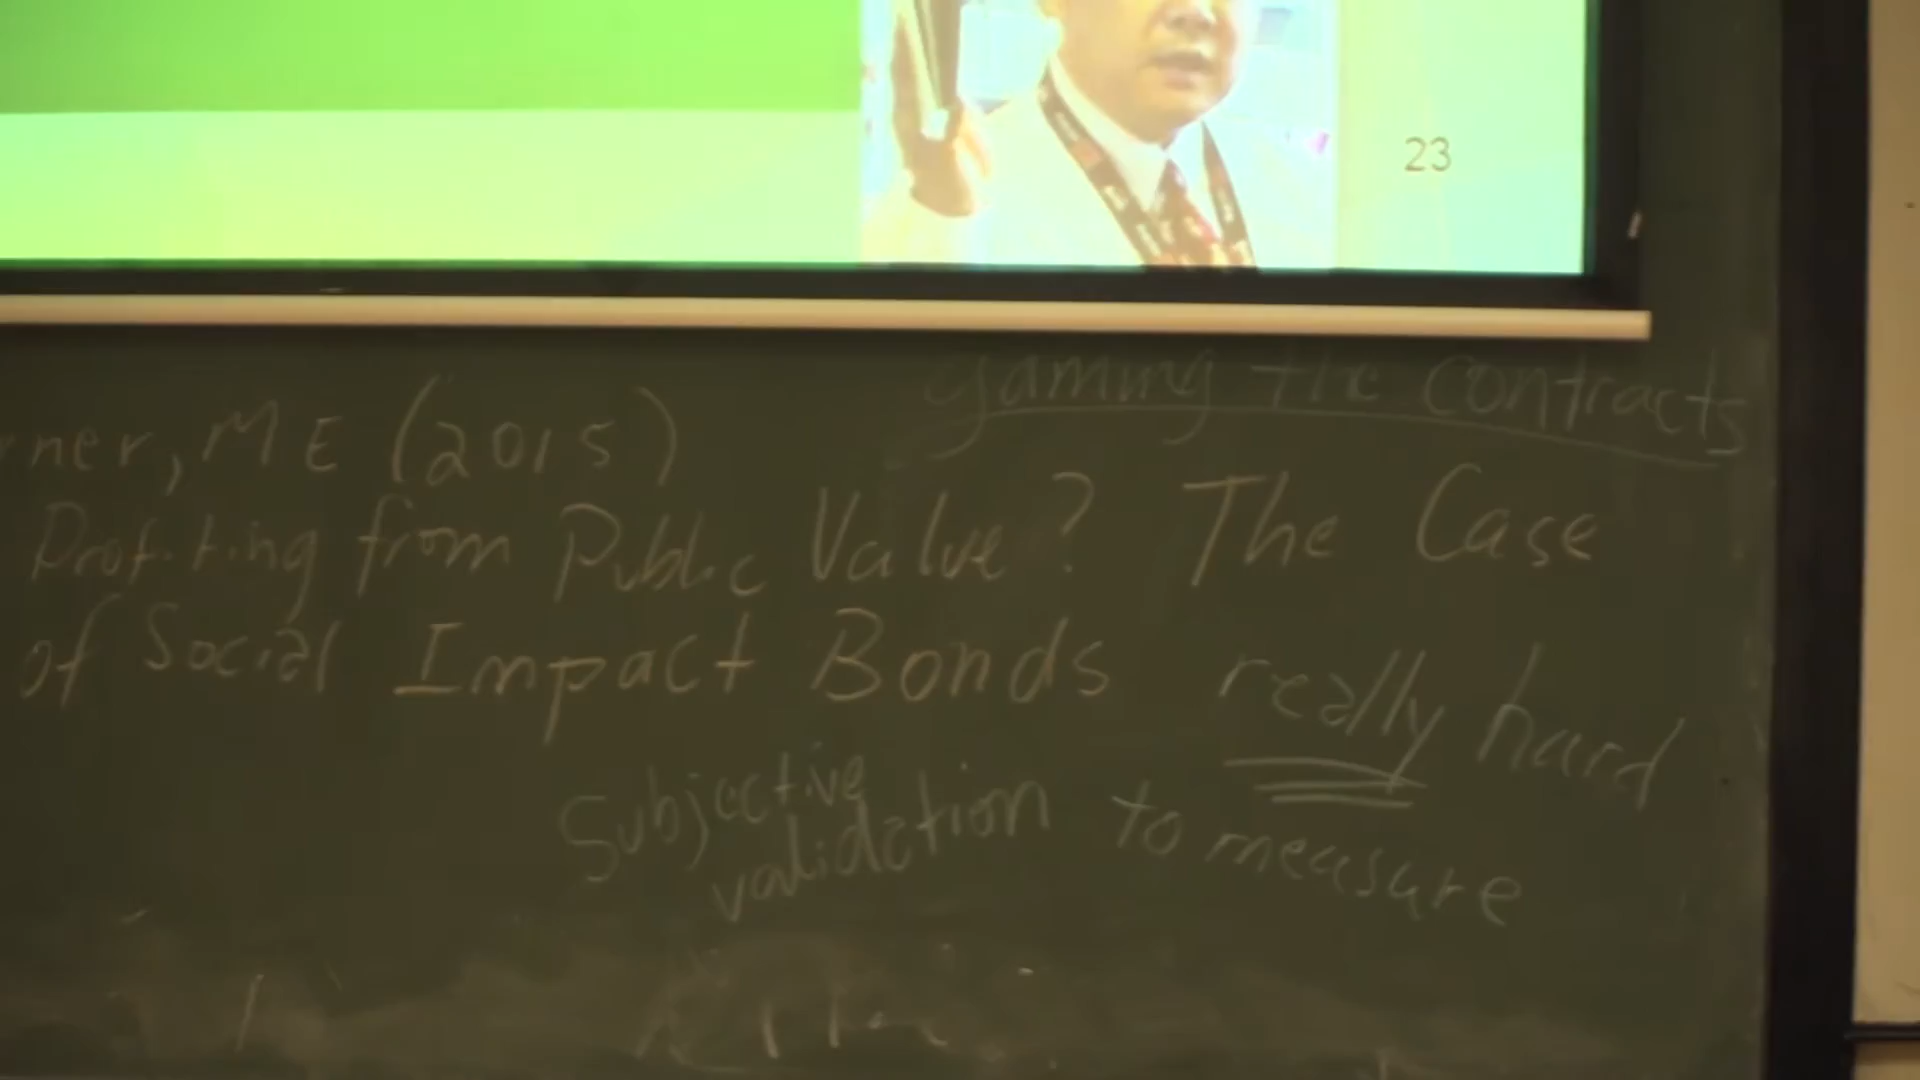 23
gaming the contracts
ner, ME (2015)
Profiting from Public Value? The Case
of Social Impact Bonds
really hard
to measure
Subjective
validation